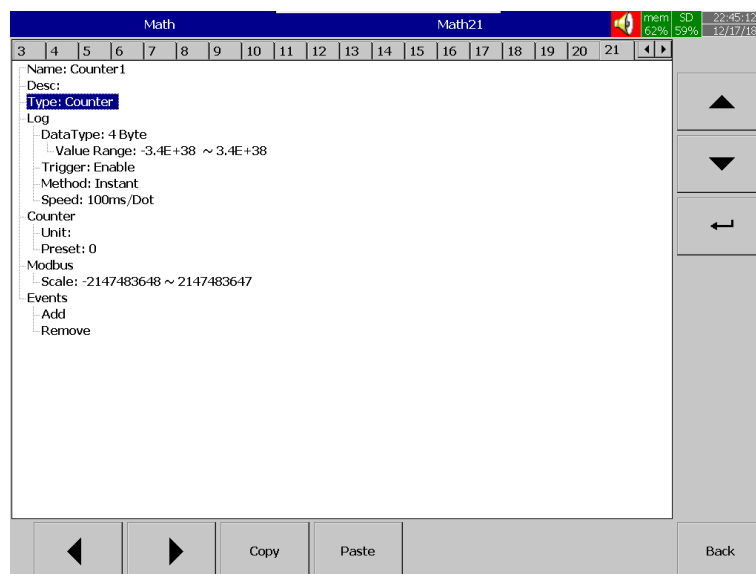 Math Math21 mem 62% SD 59% 22:45:12 12/17/18
3 4 5 6 7 8 9 10 11 12 13 14 15 16 17 18 19 20 21
Name: Counter1
Desc:
Type: Counter
Log
DataType: 4 Byte
Value Range: -3.4E+38 ~ 3.4E+38
Trigger: Enable
Method: Instant
Speed: 100ms/Dot
Counter
Unit:
Preset: 0
Modbus
Scale: -2147483648 ~ 2147483647
Events
Add
Remove
Copy Paste Back